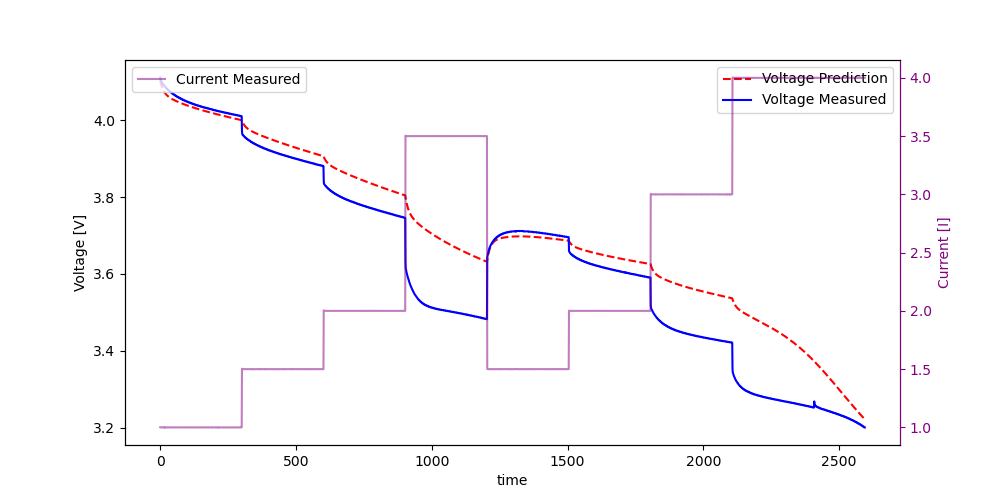 Current Measured
Voltage Prediction
Voltage Measured
Voltage [V]
4.0
3.8
3.6
3.4
3.2
4.0
3.5
3.0
2.5
2.0
1.5
1.0
Current [I]
0 500 1000 1500 2000 2500
time